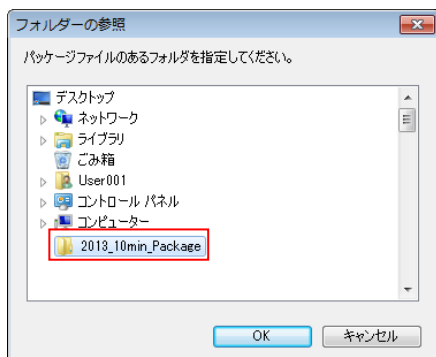 フォルダーの参照
パッケージファイルのあるフォルダを指定してください。
デスクトップ
ネットワーク
ライブラリ
ごみ箱
User001
コントロール パネル
コンピューター
2013_10min_Package
OK
キャンセル